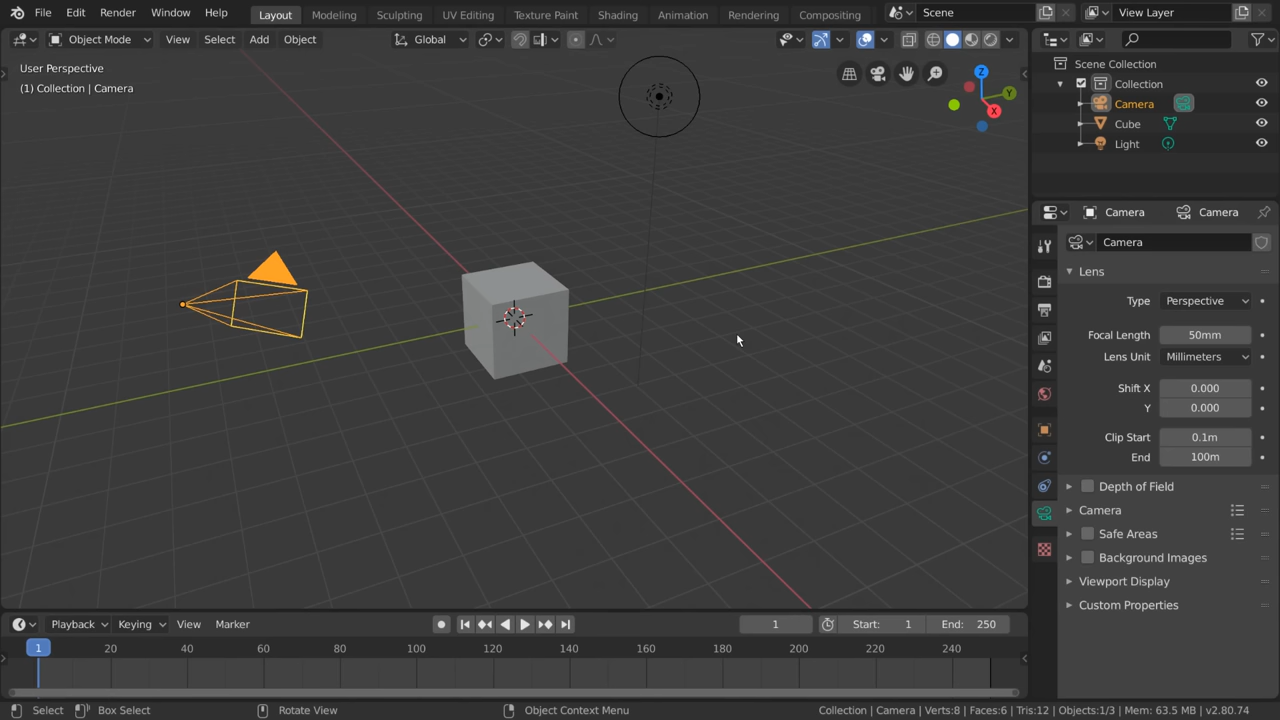 File Edit Render Window Help Layout Modeling Sculpting UV Editing Texture Paint Shading Animation Rendering Compositing Scene View Layer
Object Mode View Select Add Object Global
User Perspective
(1) Collection | Camera
Z
Y
X
Scene Collection
Collection
Camera
Cube
Light
Camera Camera
Camera
Lens
Type Perspective
Focal Length 50mm
Lens Unit Millimeters
Shift X 0.000
Y 0.000
Clip Start 0.1m
End 100m
Depth of Field
Camera
Safe Areas
Background Images
Viewport Display
Custom Properties
Playback Keying View Marker 1 Start: 1 End: 250
1 20 40 60 80 100 120 140 160 180 200 220 240
Select Box Select Rotate View Object Context Menu Collection | Camera | Verts:8 | Faces:6 | Tris:12 | Objects:1/3 | Mem: 63.5 MB | v2.80.74